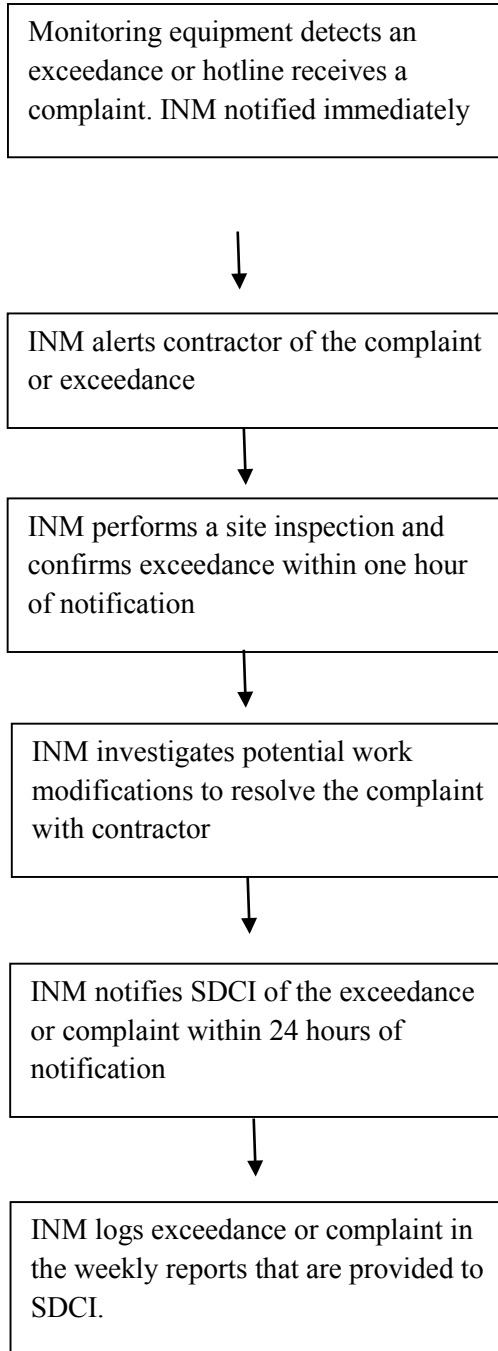 Monitoring equipment detects an
exceedance or hotline receives a
complaint. INM notified immediately
INM alerts contractor of the complaint
or exceedance
INM performs a site inspection and
confirms exceedance within one hour
of notification
INM investigates potential work
modifications to resolve the complaint
with contractor
INM notifies SDCI of the exceedance
or complaint within 24 hours of
notification
INM logs exceedance or complaint in
the weekly reports that are provided to
SDCI.